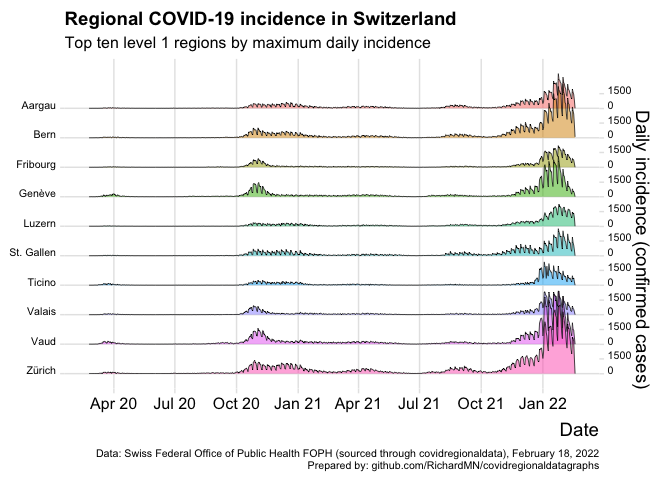 Regional COVID-19 incidence in Switzerland
Top ten level 1 regions by maximum daily incidence
Aargau
1500
0
Bern
1500
0
Fribourg
1500
0
Genève
1500
0
Luzern
1500
0
St. Gallen
1500
0
Ticino
1500
0
Valais
1500
0
Vaud
1500
0
Zürich
1500
0
Daily incidence (confirmed cases)
Apr 20 Jul 20 Oct 20 Jan 21 Apr 21 Jul 21 Oct 21 Jan 22
Date
Data: Swiss Federal Office of Public Health FOPH (sourced through covidregionaldata), February 18, 2022
Prepared by: github.com/RichardMN/covidregionaldatagraphs